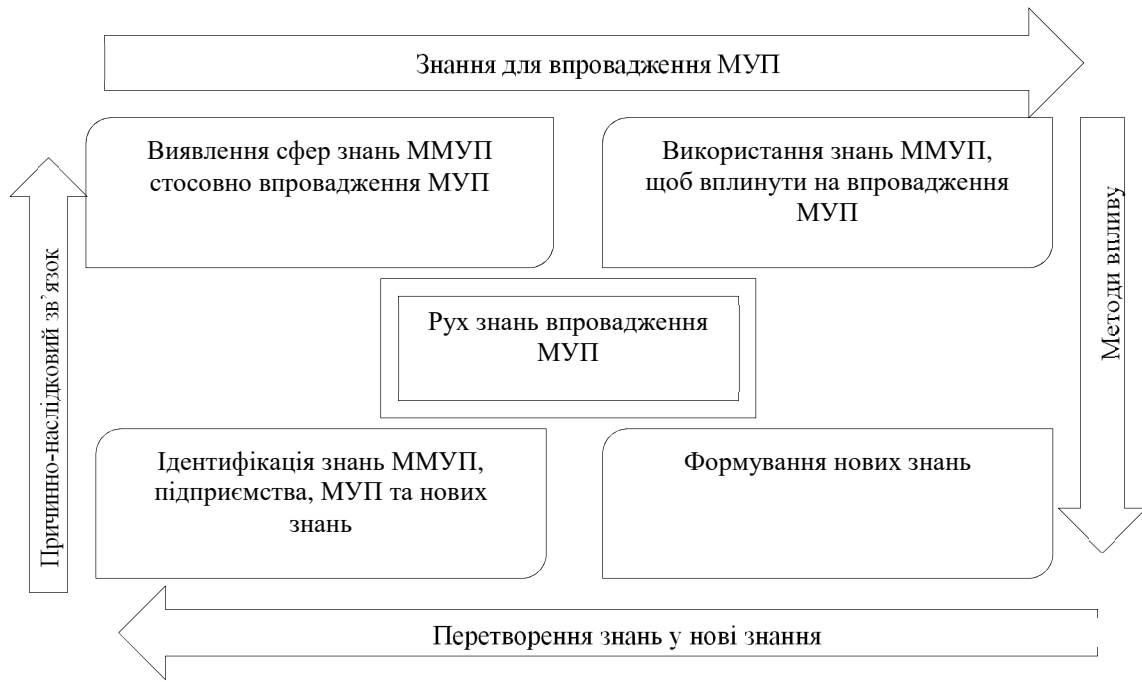 Знання для впровадження МУП
Виявлення сфер знань ММУП
стосовно впровадження МУП
Використання знань ММУП,
щоб вплинути на впровадження
МУП
Причинно-наслідковий зв’язок
Методи впливу
Рух знань впровадження
МУП
Ідентифікація знань ММУП,
підприємства, МУП та нових
знань
Формування нових знань
Перетворення знань у нові знання